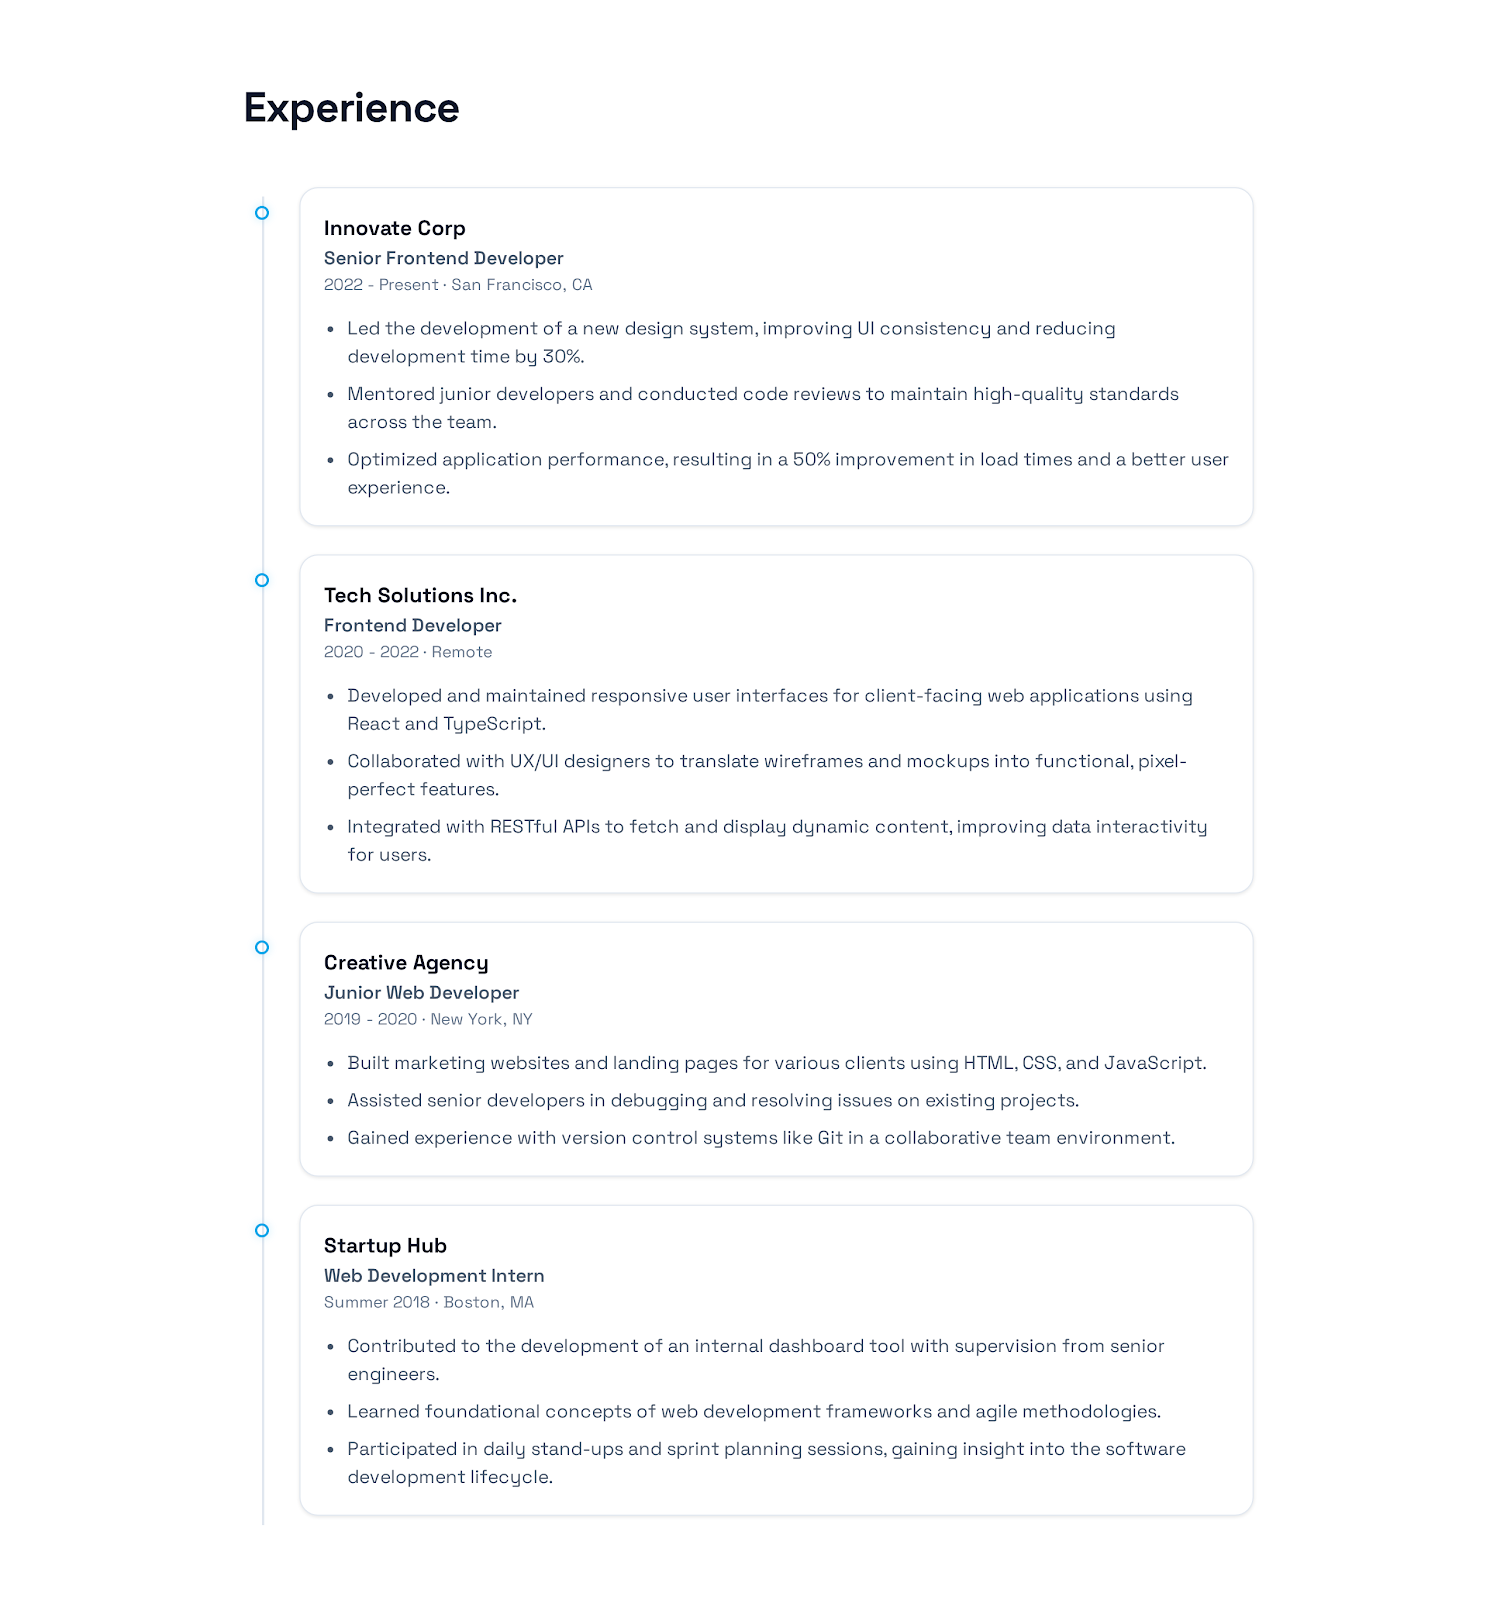 Experience
Innovate Corp
Senior Frontend Developer
2022 - Present · San Francisco, CA
• Led the development of a new design system, improving UI consistency and reducing
development time by 30%.
• Mentored junior developers and conducted code reviews to maintain high-quality standards
across the team.
• Optimized application performance, resulting in a 50% improvement in load times and a better user
experience.
Tech Solutions Inc.
Frontend Developer
2020 - 2022 · Remote
• Developed and maintained responsive user interfaces for client-facing web applications using
React and TypeScript.
• Collaborated with UX/UI designers to translate wireframes and mockups into functional, pixel-
perfect features.
• Integrated with RESTful APIs to fetch and display dynamic content, improving data interactivity
for users.
Creative Agency
Junior Web Developer
2019 - 2020 · New York, NY
• Built marketing websites and landing pages for various clients using HTML, CSS, and JavaScript.
• Assisted senior developers in debugging and resolving issues on existing projects.
• Gained experience with version control systems like Git in a collaborative team environment.
Startup Hub
Web Development Intern
Summer 2018 · Boston, MA
• Contributed to the development of an internal dashboard tool with supervision from senior
engineers.
• Learned foundational concepts of web development frameworks and agile methodologies.
• Participated in daily stand-ups and sprint planning sessions, gaining insight into the software
development lifecycle.